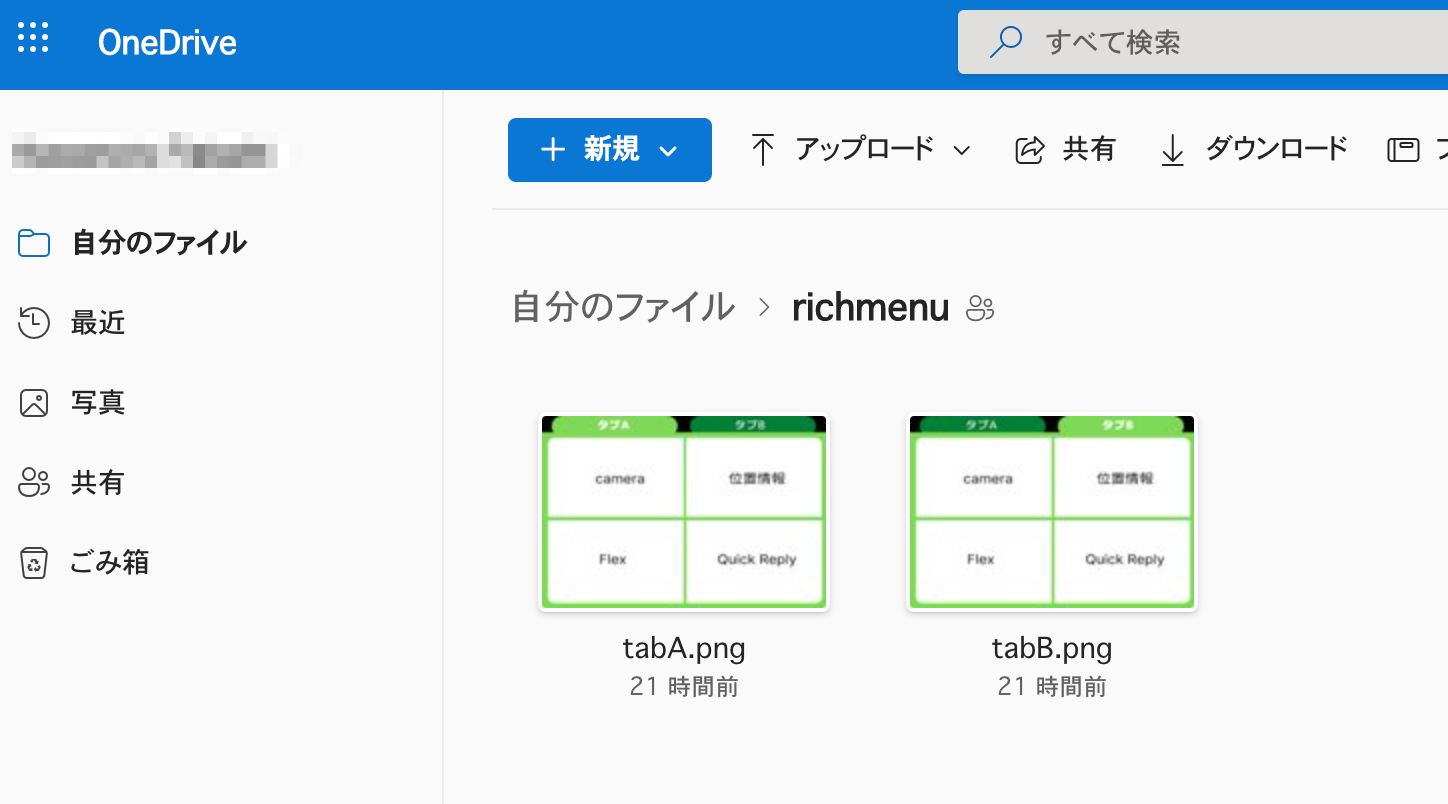 OneDrive
すべて検索
新規
アップロード
共有
ダウンロード
自分のファイル
最近
写真
共有
ごみ箱
自分のファイル > richmenu
タブA
タブB
camera
位置情報
Flex
Quick Reply
タブA
タブB
camera
位置情報
Flex
Quick Reply
tabA.png
tabB.png
21 時間前
21 時間前